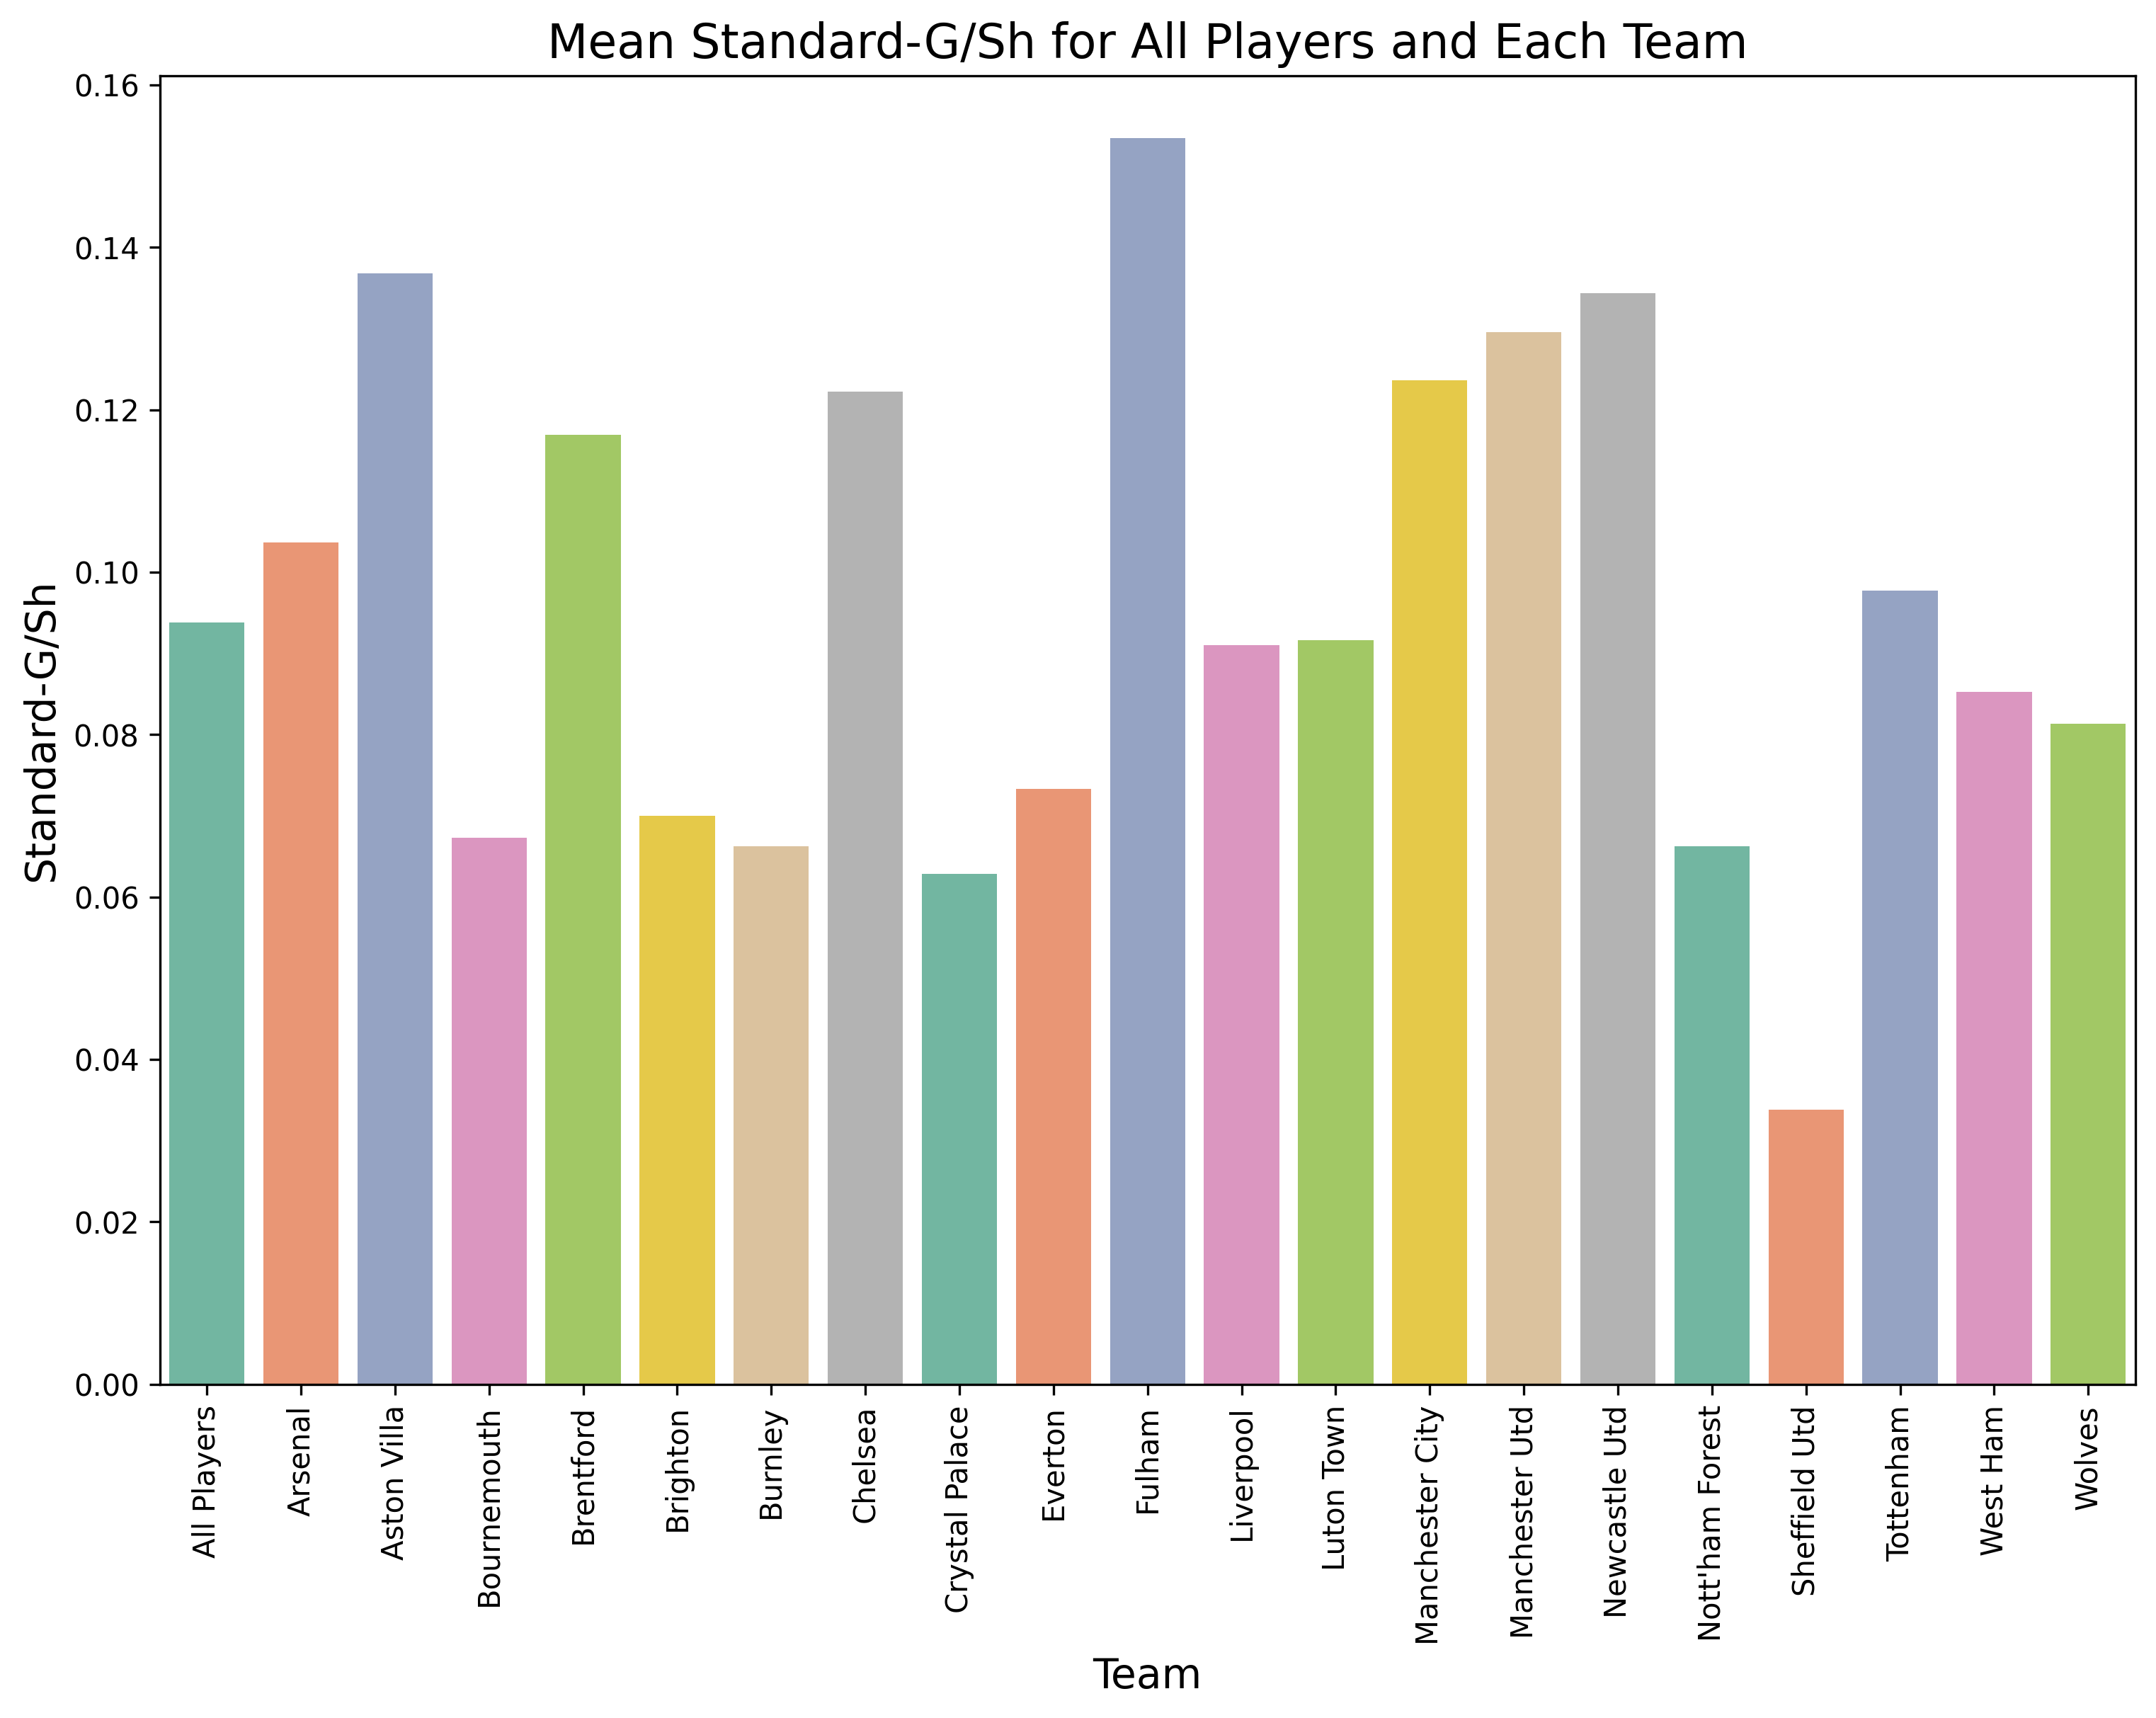 Mean Standard-G/Sh for All Players and Each Team
Standard-G/Sh
0.16
0.14
0.12
0.10
0.08
0.06
0.04
0.02
0.00
All Players
Arsenal
Aston Villa
Bournemouth
Brentford
Brighton
Burnley
Chelsea
Crystal Palace
Everton
Fulham
Liverpool
Luton Town
Manchester City
Manchester Utd
Newcastle Utd
Nott'ham Forest
Sheffield Utd
Tottenham
West Ham
Wolves
Team